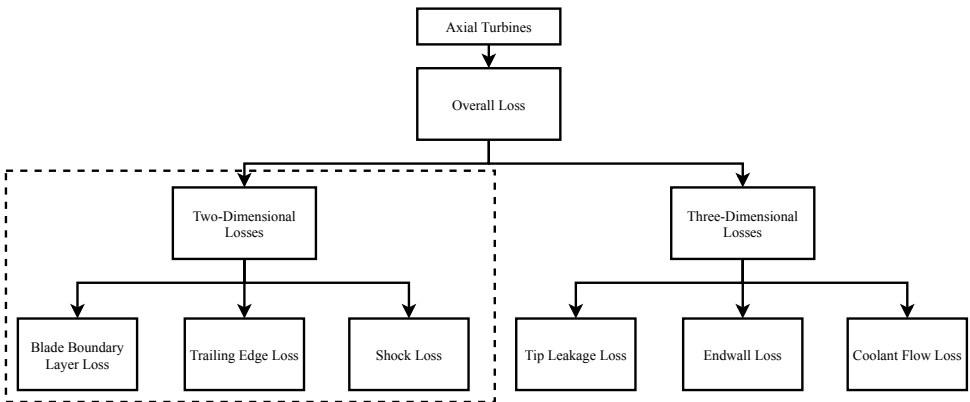 Axial Turbines
Overall Loss
Two-Dimensional
Losses
Three-Dimensional
Losses
Blade Boundary
Layer Loss
Trailing Edge Loss
Shock Loss
Tip Leakage Loss
Endwall Loss
Coolant Flow Loss